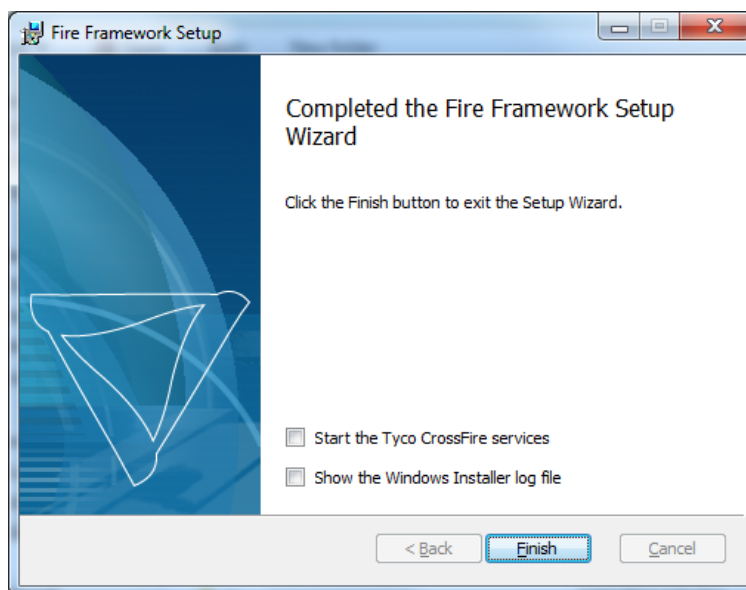 Fire Framework Setup
Completed the Fire Framework Setup
Wizard
Click the Finish button to exit the Setup Wizard.
Start the Tyco CrossFire services
Show the Windows Installer log file
< Back
Finish
Cancel